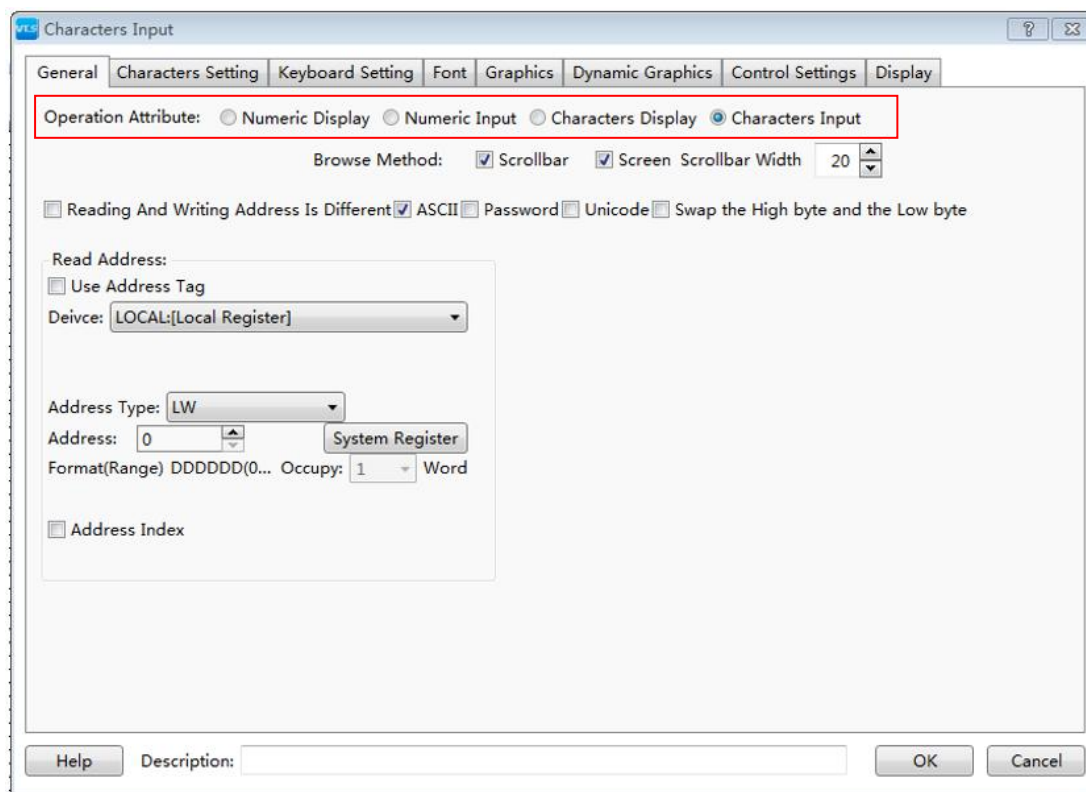 VLS Characters Input
General Characters Setting Keyboard Setting Font Graphics Dynamic Graphics Control Settings Display
Operation Attribute: Numeric Display Numeric Input Characters Display Characters Input
Browse Method: Scrollbar Screen Scrollbar Width 20
Reading And Writing Address Is Different ASCII Password Unicode Swap the High byte and the Low byte
Read Address:
Use Address Tag
Deivce: LOCAL:[Local Register]
Address Type: LW
Address: 0 System Register
Format(Range) DDDDDD(0... Occupy: 1 Word
Address Index
Help Description: OK Cancel